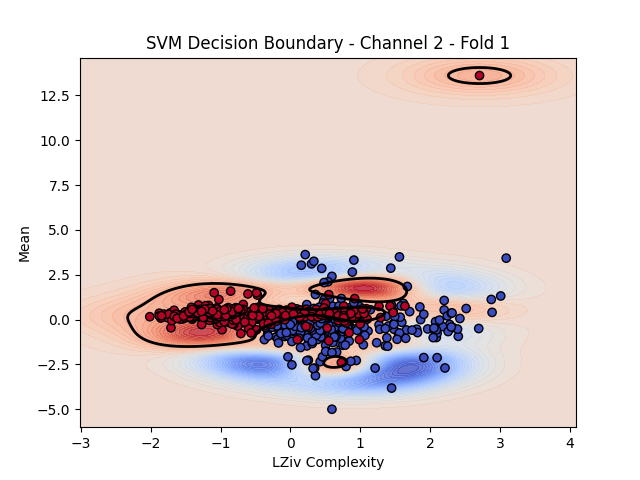 SVM Decision Boundary - Channel 2 - Fold 1
Mean
12.5
10.0
7.5
5.0
2.5
0.0
−2.5
−5.0
−3 −2 −1 0 1 2 3 4
LZiv Complexity